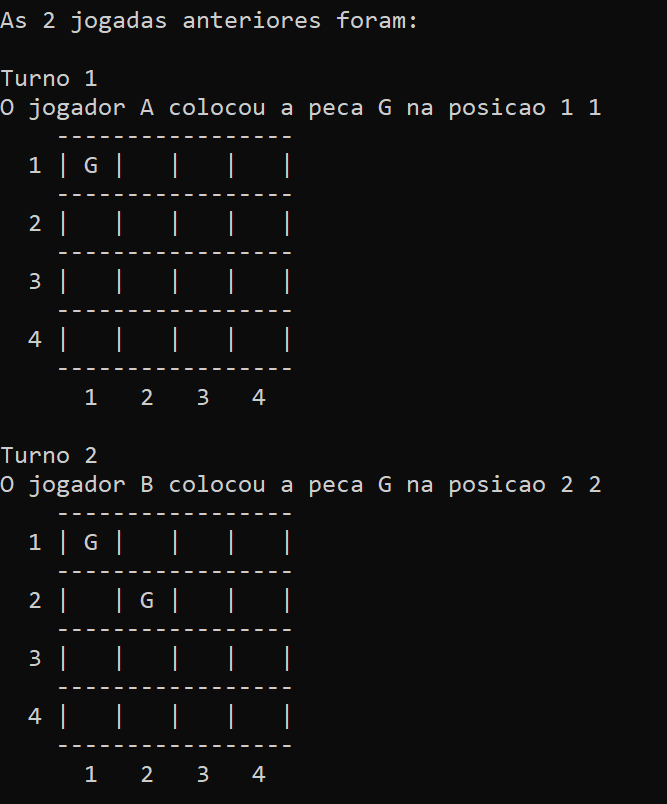 As 2 jogadas anteriores foram:

Turno 1
O jogador A colocou a peca G na posicao 1 1
    -----------------
  1 | G |   |   |   |
    -----------------
  2 |   |   |   |   |
    -----------------
  3 |   |   |   |   |
    -----------------
  4 |   |   |   |   |
    -----------------
      1   2   3   4

Turno 2
O jogador B colocou a peca G na posicao 2 2
    -----------------
  1 | G |   |   |   |
    -----------------
  2 |   | G |   |   |
    -----------------
  3 |   |   |   |   |
    -----------------
  4 |   |   |   |   |
    -----------------
      1   2   3   4